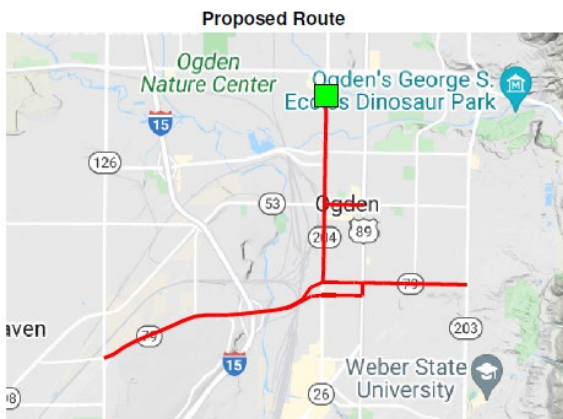 Proposed Route
Ogden
Nature Center
Ogden's George S.
Eccles Dinosaur Park
15
126
53
Ogden
204
89
79
aven
79
203
15
Weber State
University
26